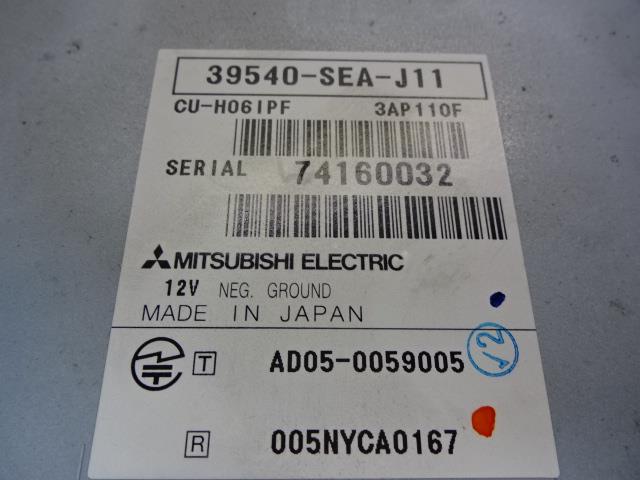 39540-SEA-J11
CU-H061PF 3AP110F
SERIAL 74160032
MITSUBISHI ELECTRIC
12V NEG. GROUND
MADE IN JAPAN
T AD05-0059005 12
R 005NYCA0167